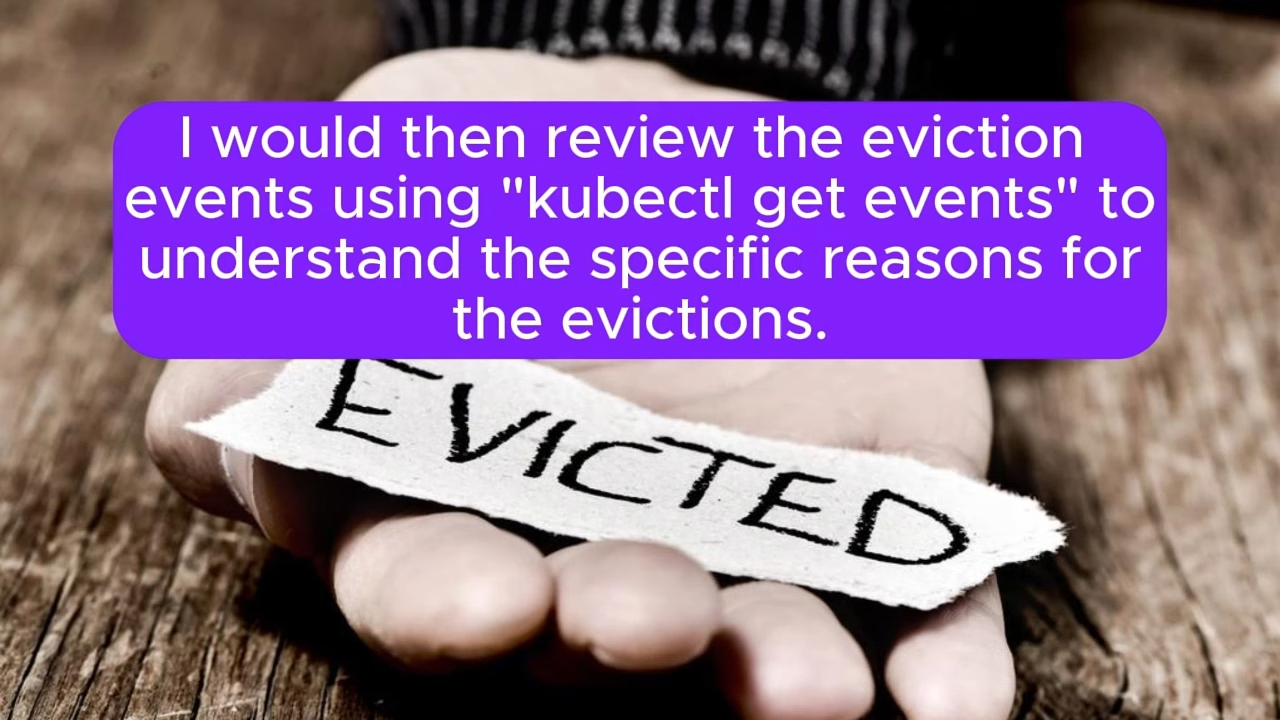 I would then review the eviction
events using "kubectl get events" to
understand the specific reasons for
the evictions.
EVICTED